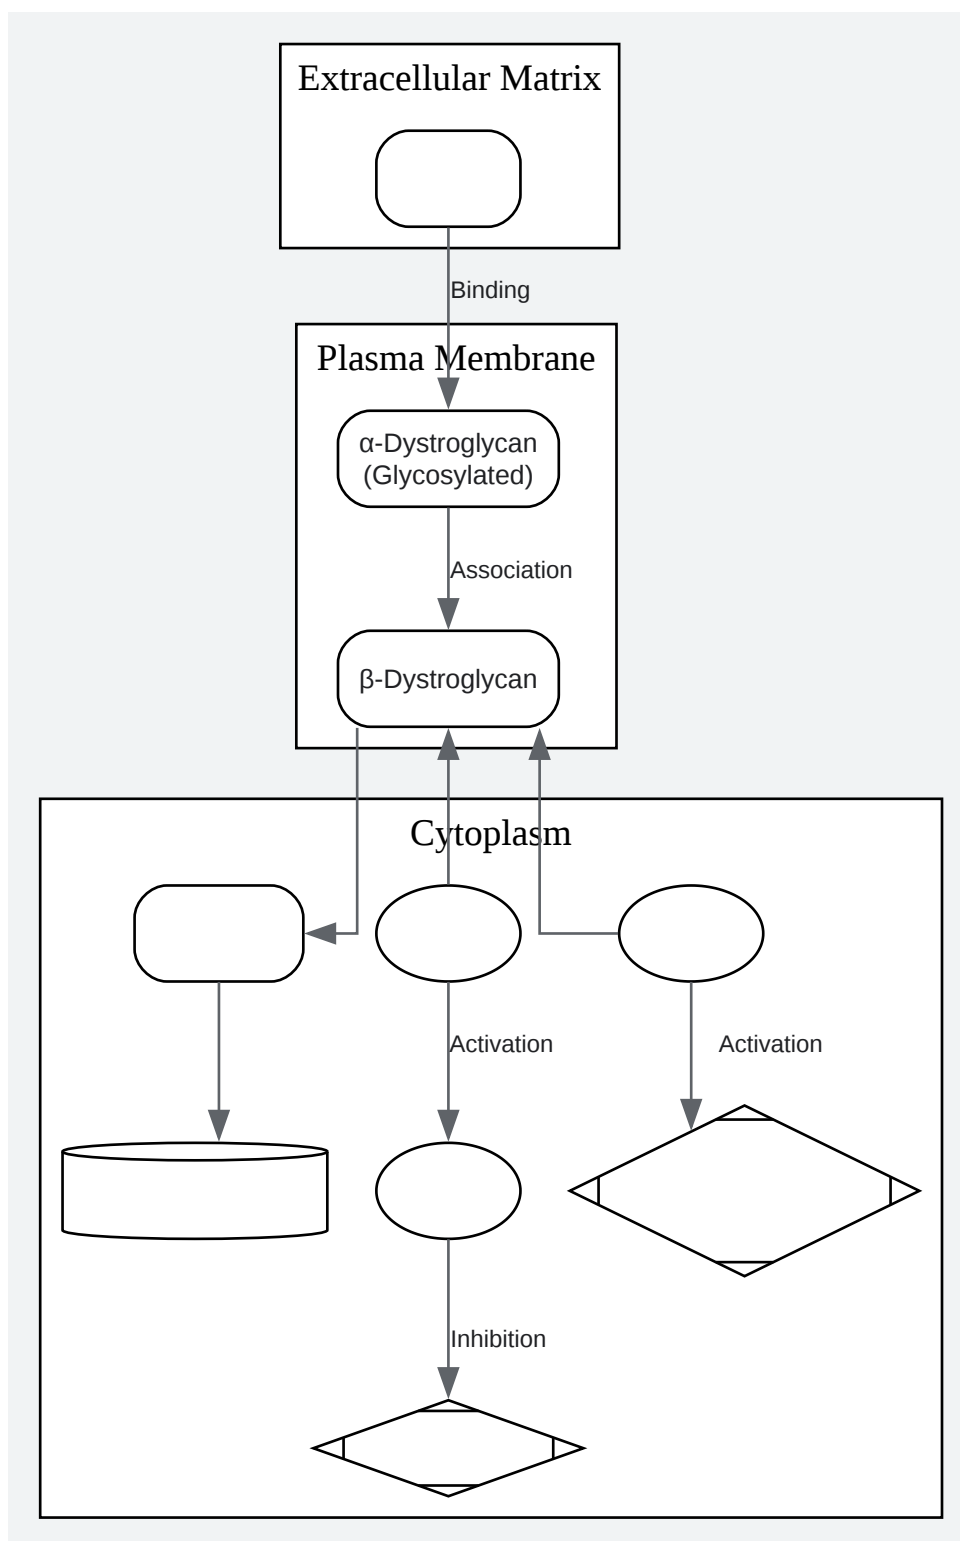 Extracellular Matrix
Binding
Plasma Membrane
α-Dystroglycan
(Glycosylated)
Association
β-Dystroglycan
Cytoplasm
Activation
Activation
Inhibition